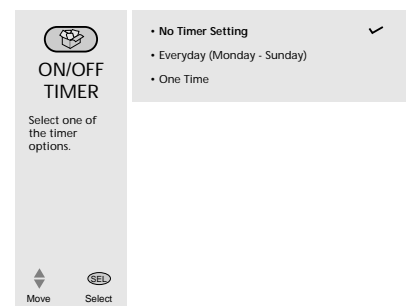 ON/OFF
TIMER
Select one of
the timer
options.
• No Timer Setting
• Everyday (Monday - Sunday)
• One Time
SEL
Move Select